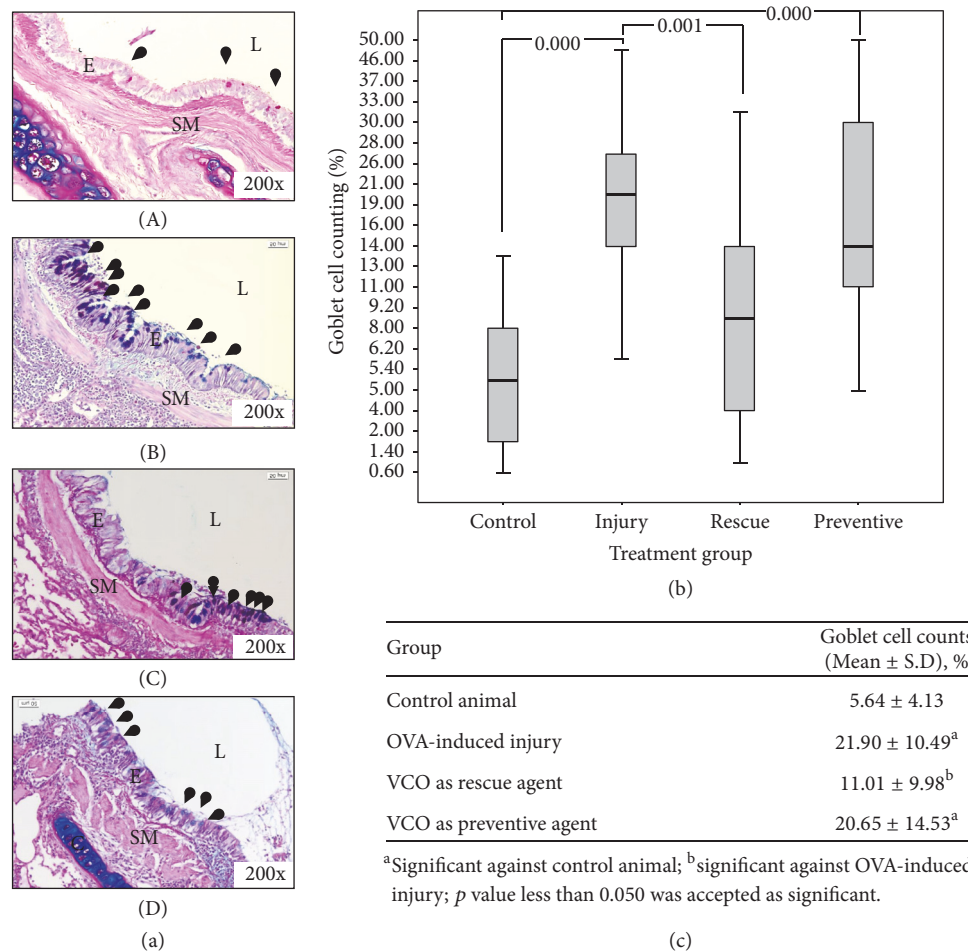 L
E
SM
200x
(A)
L
E
SM
200x
(B)
L
E
SM
200x
(C)
50 μm
L
E
SM
C
200x
(D)
(a)
0.000
0.000
0.001
Goblet cell counting (%)
50.00
46.00
37.00
33.00
30.00
28.00
26.00
21.00
19.00
16.00
14.00
13.00
11.00
9.20
8.00
6.20
5.40
5.00
4.00
2.00
1.40
0.60
Control Injury Rescue Preventive
Treatment group
(b)
Group Goblet cell counts
(Mean ± S.D), %
Control animal 5.64 ± 4.13
OVA-induced injury 21.90 ± 10.49ᵃ
VCO as rescue agent 11.01 ± 9.98ᵇ
VCO as preventive agent 20.65 ± 14.53ᵃ
ᵃSignificant against control animal; ᵇsignificant against OVA-induced
injury; p value less than 0.050 was accepted as significant.
(c)